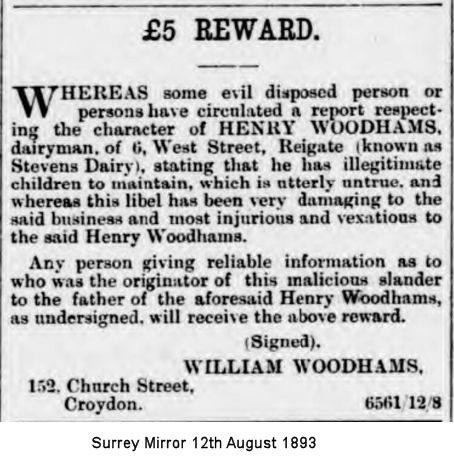 £5 REWARD.
WHEREAS some evil disposed person or
persons have circulated a report respect-
ing the character of HENRY WOODHAMS,
dairyman, of 6, West Street, Reigate (known as
Stevens Dairy), stating that he has illegitimate
children to maintain, which is utterly untrue, and
whereas this libel has been very damaging to the
said business and most injurious and vexatious to
the said Henry Woodhams.
Any person giving reliable information as to
who was the originator of this malicious slander
to the father of the aforesaid Henry Woodhams,
as undersigned, will receive the above reward.
(Signed),
WILLIAM WOODHAMS,
152, Church Street,
Croydon. 6561/12/8
Surrey Mirror 12th August 1893